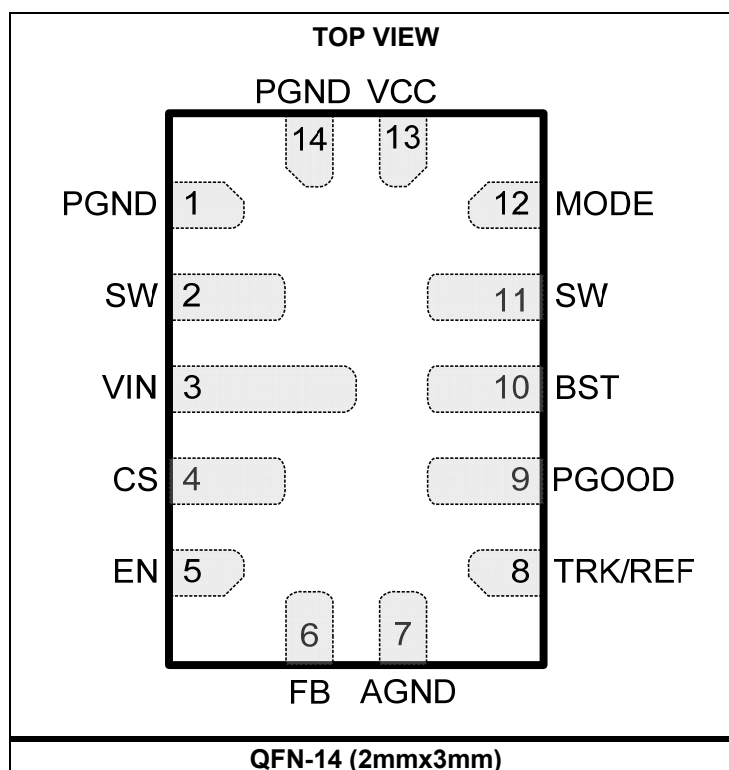 TOP VIEW
PGND VCC
14 13
PGND 1 12 MODE
SW 2 11 SW
VIN 3 10 BST
CS 4 9 PGOOD
EN 5 8 TRK/REF
6 7
FB AGND
QFN-14 (2mmx3mm)